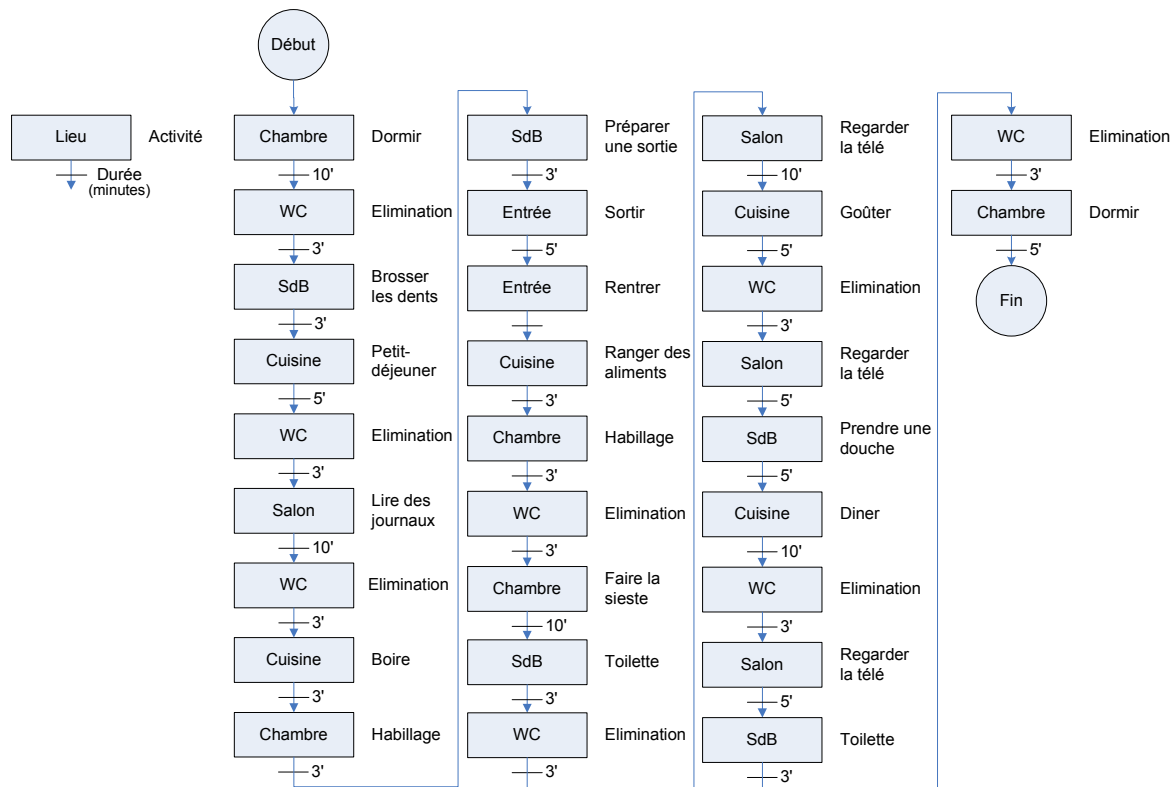 Début
Lieu
Activité
Durée
(minutes)
Chambre
Dormir
10'
WC
Elimination
3'
SdB
Brosser
les dents
3'
Cuisine
Petit-
déjeuner
5'
WC
Elimination
3'
Salon
Lire des
journaux
10'
WC
Elimination
3'
Cuisine
Boire
3'
Chambre
Habillage
3'
SdB
Préparer
une sortie
3'
Entrée
Sortir
5'
Entrée
Rentrer
Cuisine
Ranger des
aliments
3'
Chambre
Habillage
3'
WC
Elimination
3'
Chambre
Faire la
sieste
10'
SdB
Toilette
3'
WC
Elimination
3'
Salon
Regarder
la télé
10'
Cuisine
Goûter
5'
WC
Elimination
3'
Salon
Regarder
la télé
5'
SdB
Prendre une
douche
5'
Cuisine
Diner
10'
WC
Elimination
3'
Salon
Regarder
la télé
5'
SdB
Toilette
3'
WC
Elimination
3'
Chambre
Dormir
5'
Fin